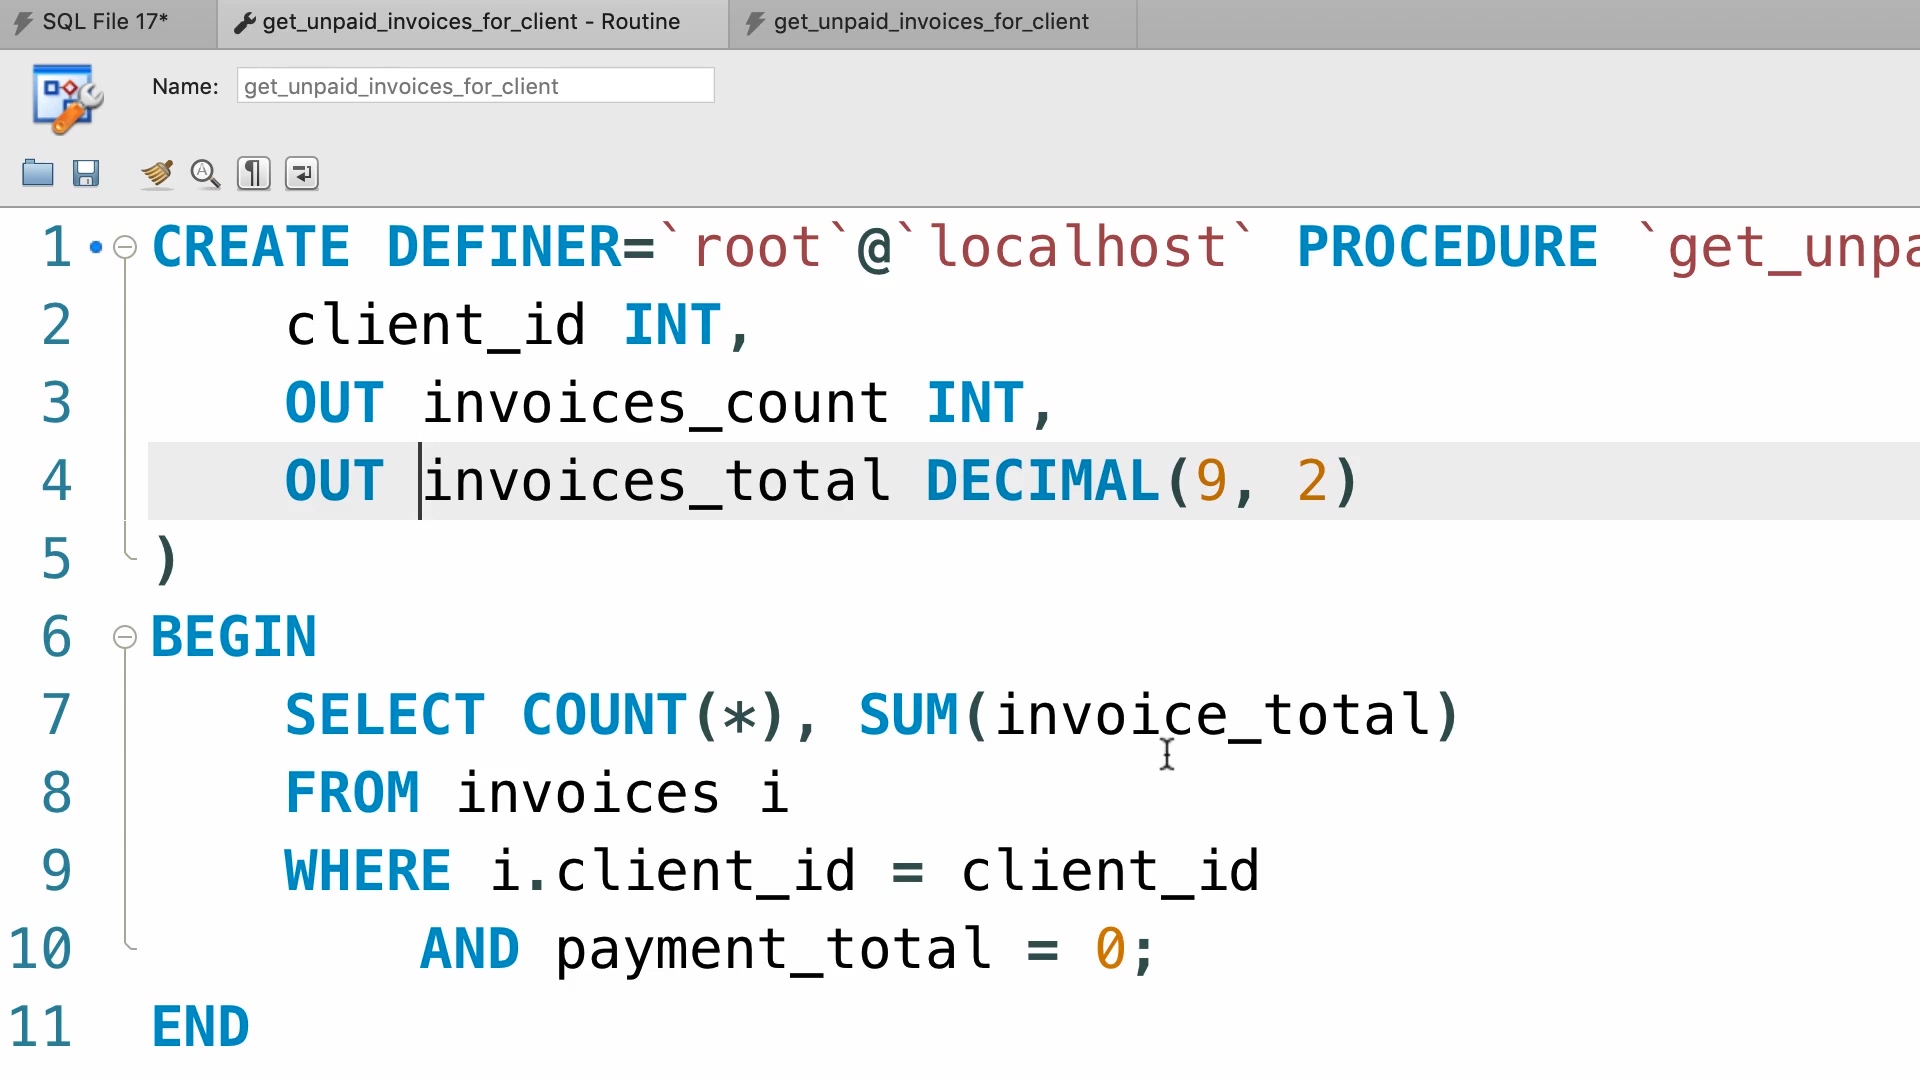 SQL File 17*
get_unpaid_invoices_for_client - Routine
get_unpaid_invoices_for_client
Name: get_unpaid_invoices_for_client
1 CREATE DEFINER=`root`@`localhost` PROCEDURE `get_unpa
2 client_id INT,
3 OUT invoices_count INT,
4 OUT invoices_total DECIMAL(9, 2)
5 )
6 BEGIN
7 SELECT COUNT(*), SUM(invoice_total)
8 FROM invoices i
9 WHERE i.client_id = client_id
10 AND payment_total = 0;
11 END